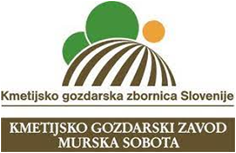 Kmetijsko gozdarska zbornica Slovenije
KMETIJSKO GOZDARSKI ZAVOD
MURSKA SOBOTA